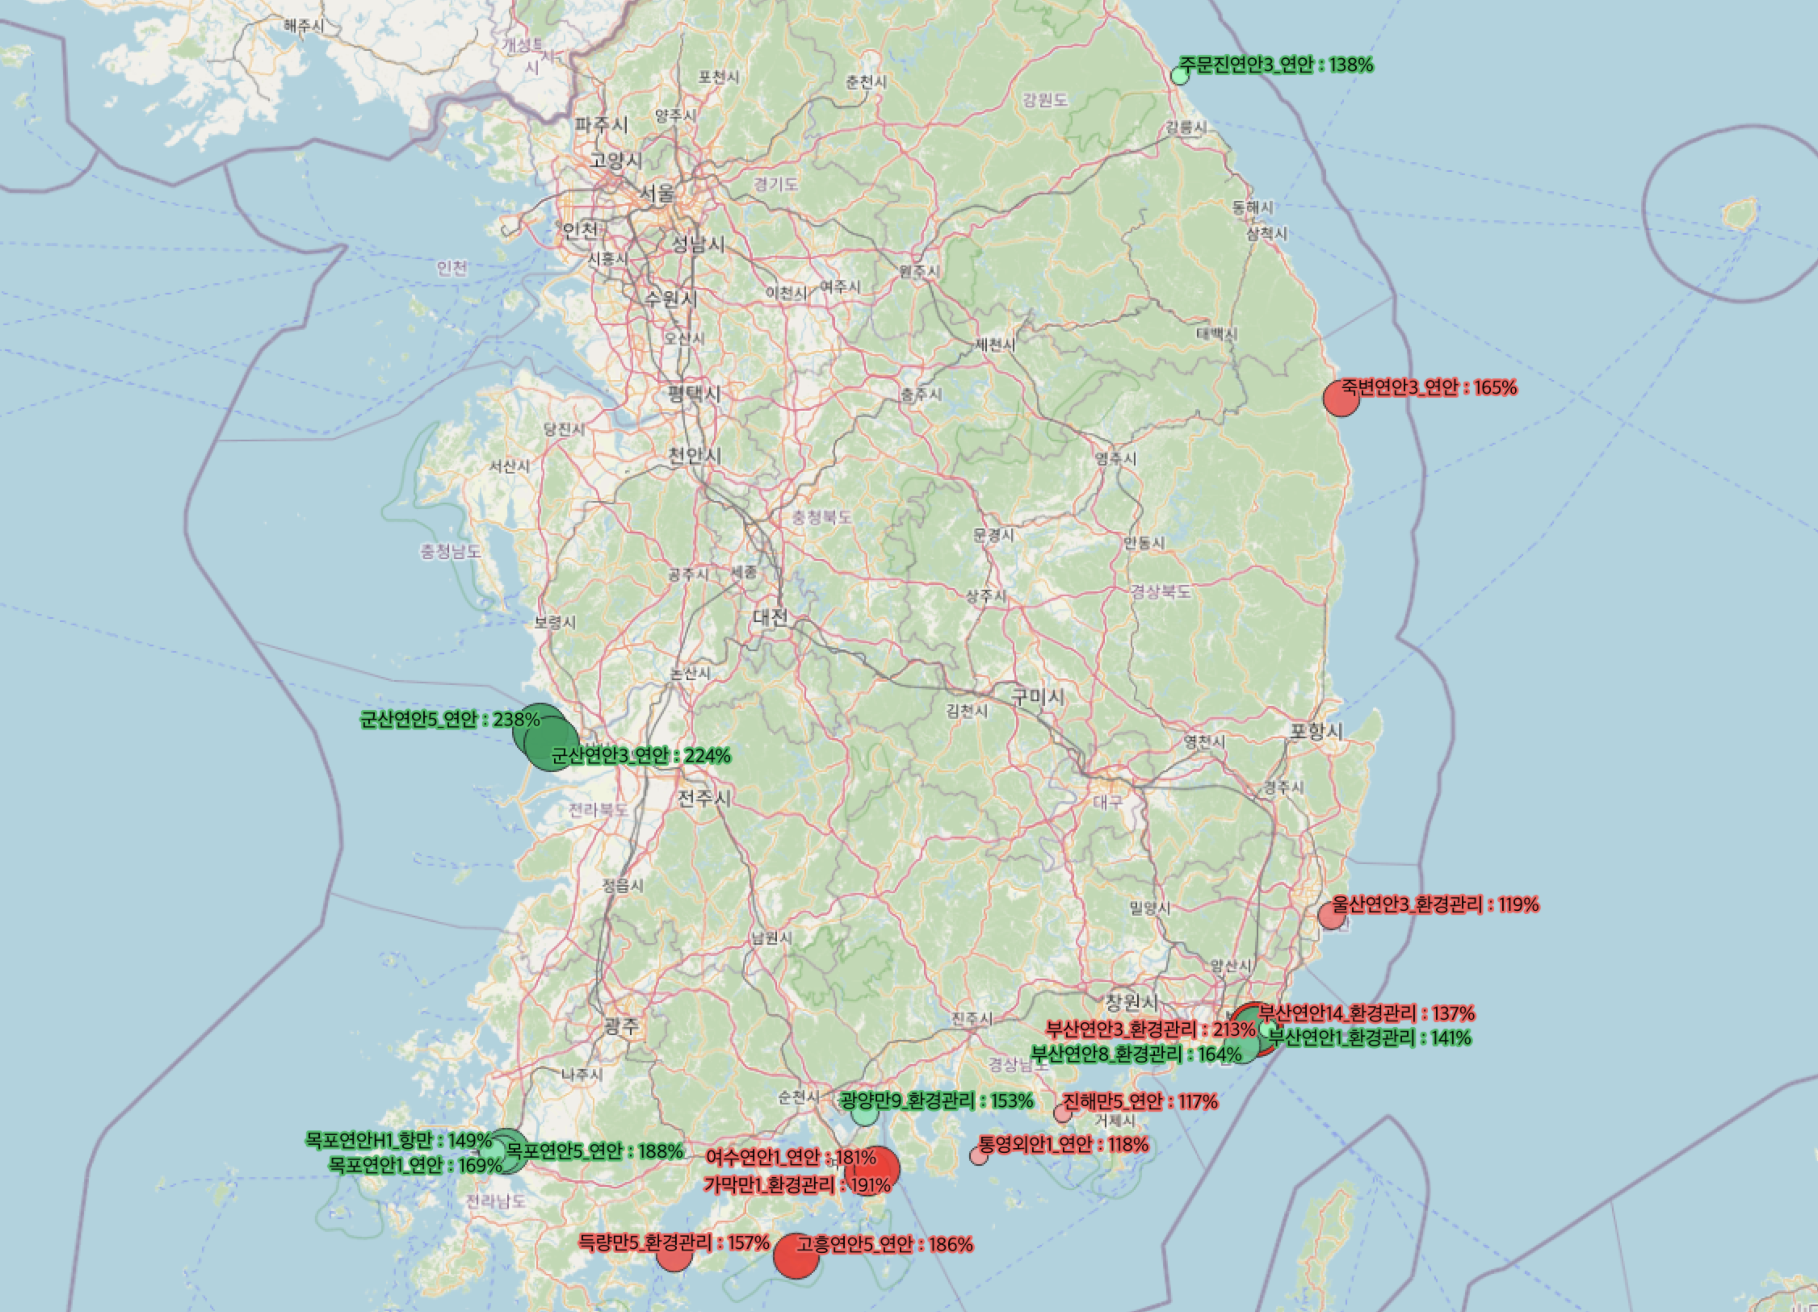 해주시
개성특
시
시
포천시
춘천시
주문진연안3_연안 : 138%
강원도
양주시
파주시
강릉시
고양시
경기도
서울
동해시
인천
삼척시
성남시
시흥시
인천
원주시
이천시
여주시
수원시
오산시
태백시
제천시
평택시
충주시
죽변연안3_연안 : 165%
당진시
천안시
서산시
영주시
충청북도
문경시
안동시
충청남도
공주시
세종
상주시
경상북도
대전
보령시
논산시
구미시
김천시
군산연안5_연안 : 238%
포항시
영천시
군산연안3_연안 : 224%
경주시
전주시
대구
전라북도
정읍시
울산연안3_환경관리 : 119%
밀양시
남원시
양산시
창원시
부산연안14_환경관리 : 137%
진주시
광주
부산연안3_환경관리 : 213%
부산연안1_환경관리 : 141%
부산연안8_환경관리 : 164%
경상남도
나주시
순천시
광양만9_환경관리 : 153%
진해만5_연안 : 117%
거제시
목포연안H1_항만 : 149%
통영외안1_연안 : 118%
목포연안5_연안 : 188%
여수연안1_연안 : 181%
목포연안1_연안 : 169%
가막만1_환경관리 : 191%
전라남도
득량만5_환경관리 : 157%
고흥연안5_연안 : 186%